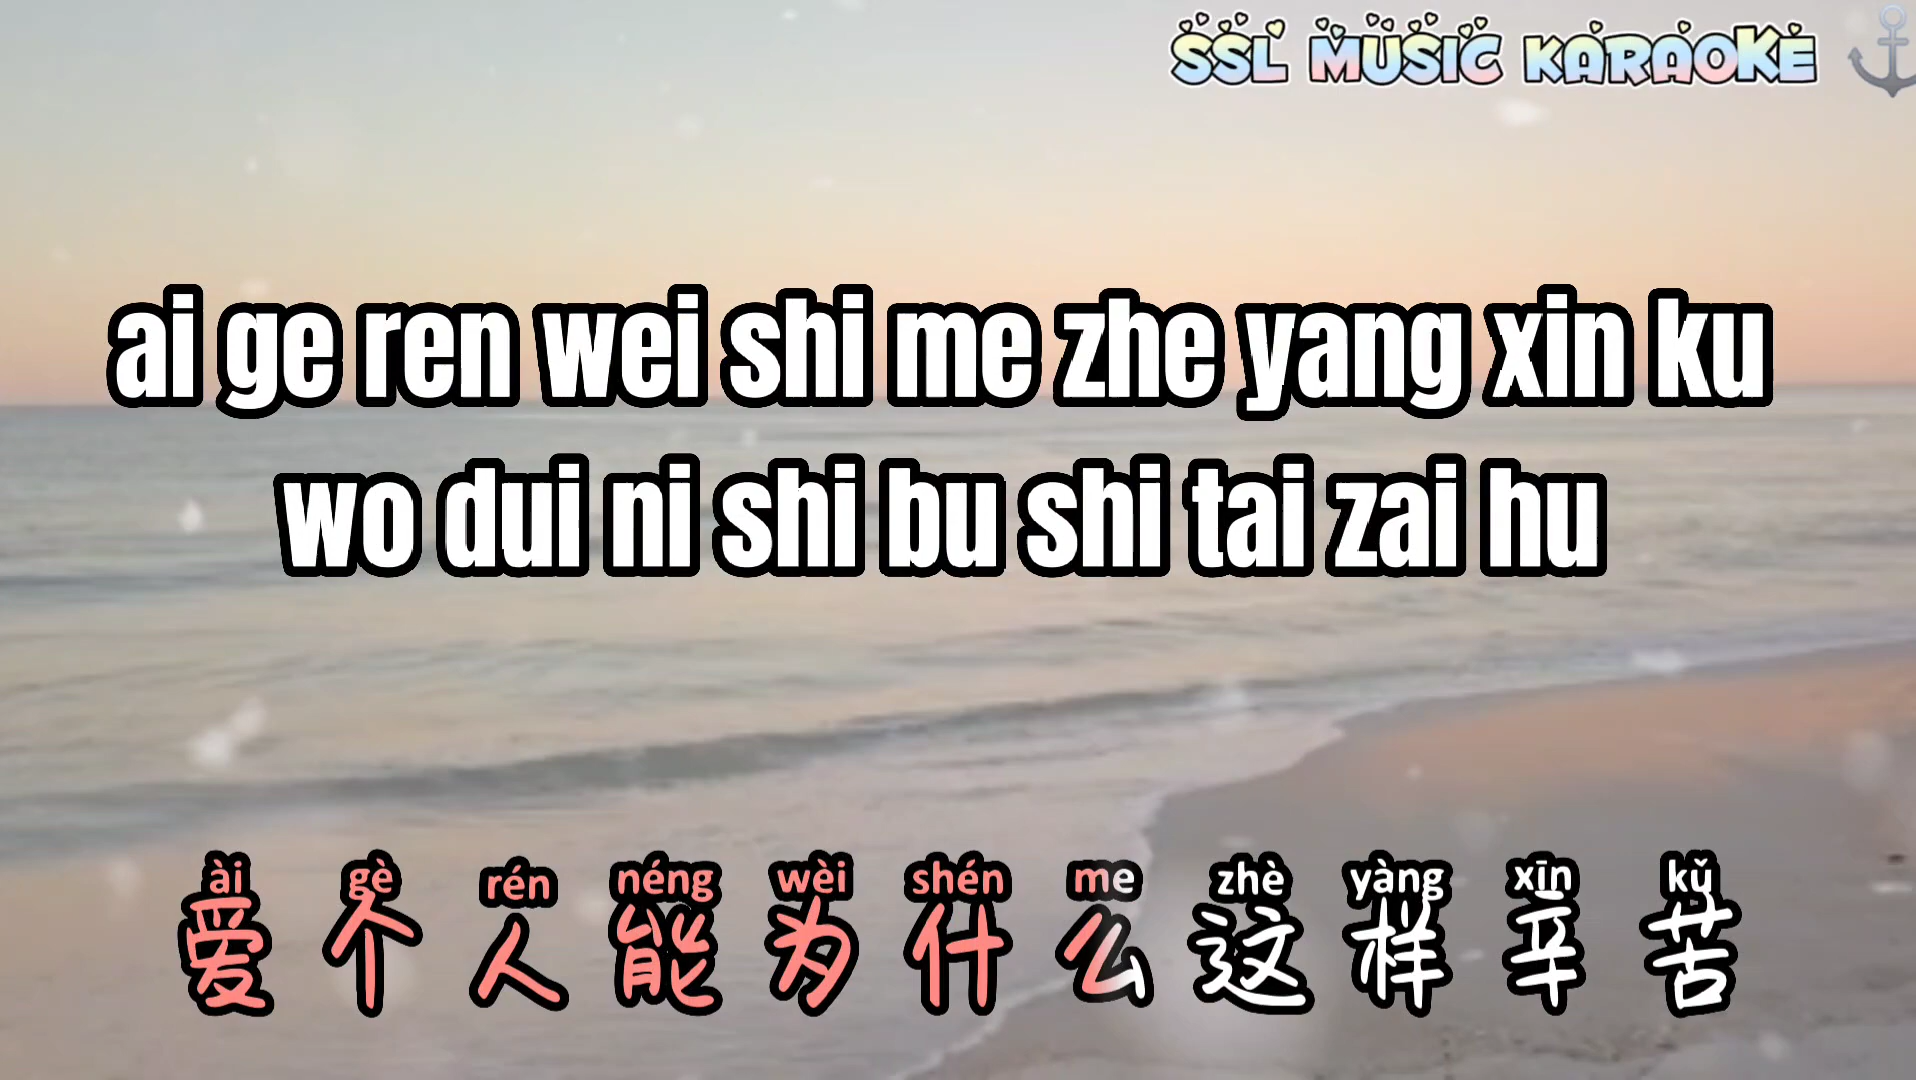 SSL MUSIC KARAOKE
ai ge ren wei shi me zhe yang xin ku
wo dui ni shi bu shi tai zai hu
ài gè rén néng wèi shén me zhè yàng xīn kǔ
爱个人能为什么这样辛苦